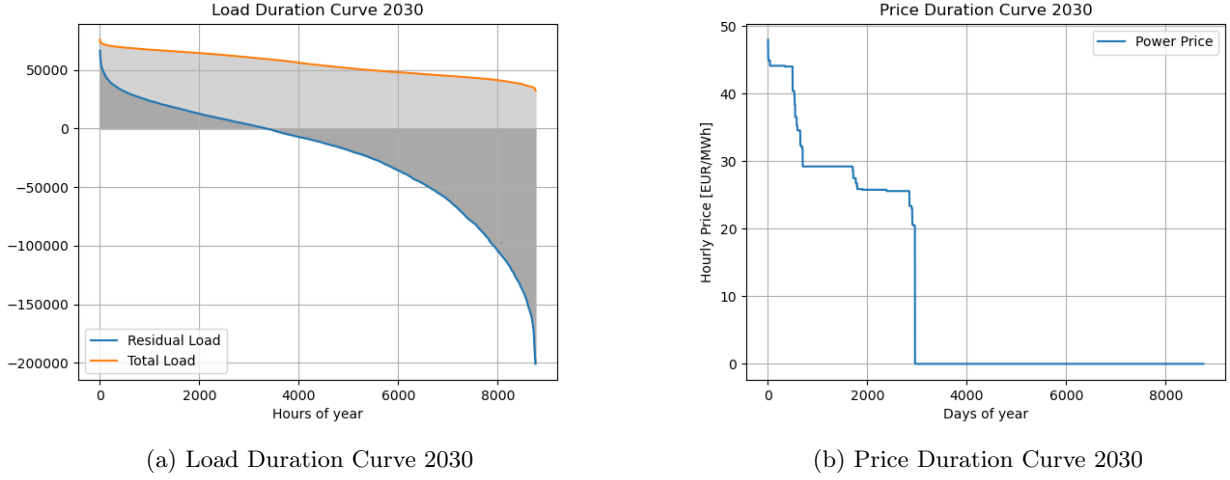 Load Duration Curve 2030
50000
0
−50000
−100000
−150000
−200000
Residual Load
Total Load
0
2000
4000
6000
8000
Hours of year
(a) Load Duration Curve 2030
Price Duration Curve 2030
Power Price
50
40
30
20
10
0
Hourly Price [EUR/MWh]
0
2000
4000
6000
8000
Days of year
(b) Price Duration Curve 2030